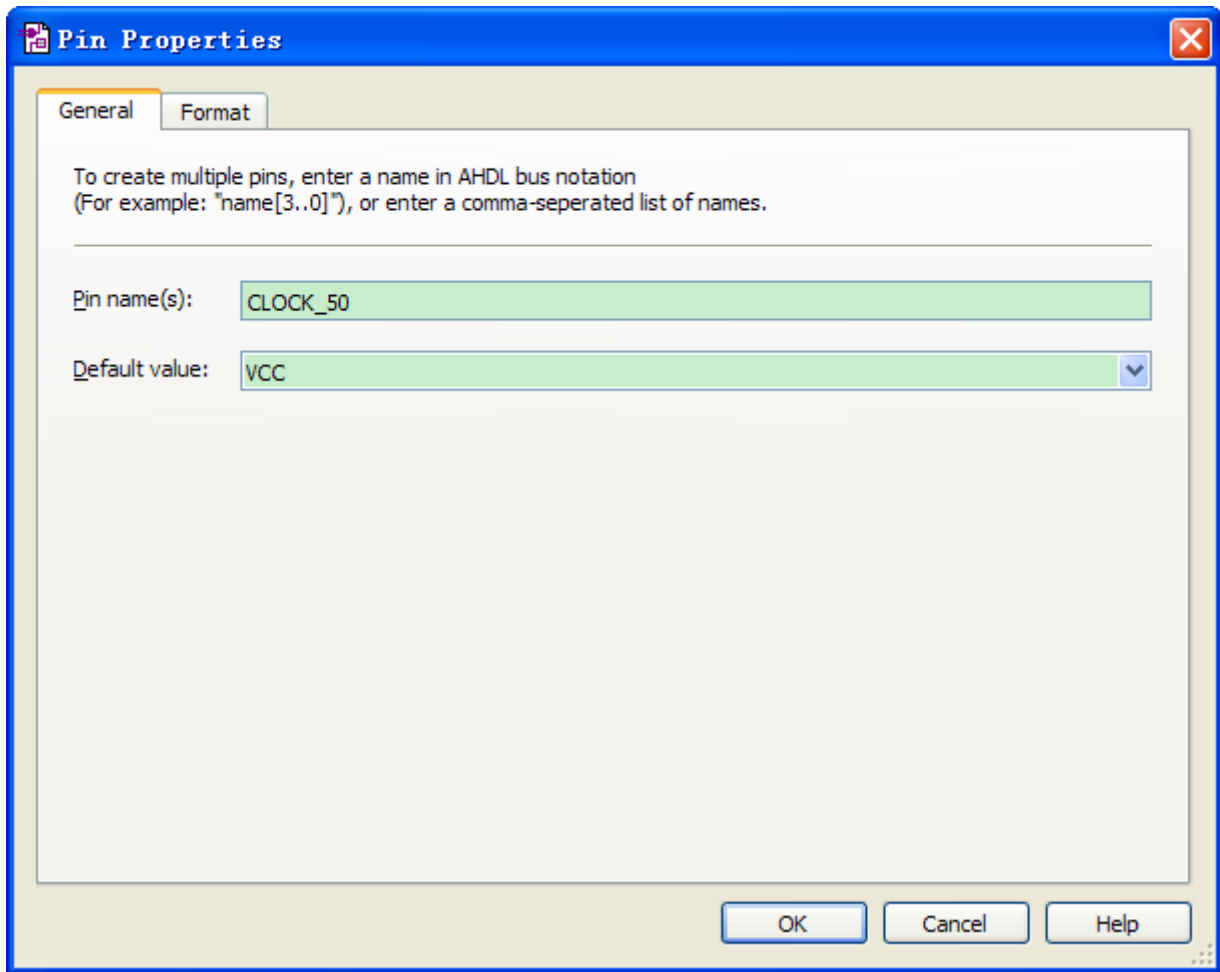 Pin Properties
General
Format
To create multiple pins, enter a name in AHDL bus notation
(For example: "name[3..0]"), or enter a comma-seperated list of names.
Pin name(s): CLOCK_50
Default value: VCC
OK
Cancel
Help